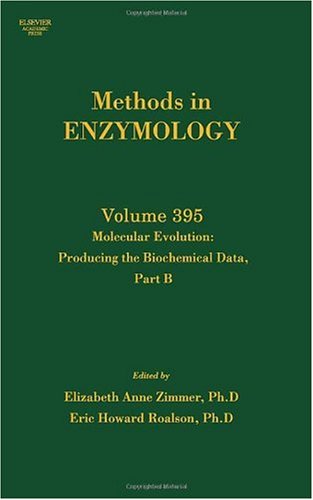 ELSEVIER
ACADEMIC
PRESS
Methods in
ENZYMOLOGY
Volume 395
Molecular Evolution:
Producing the Biochemical Data,
Part B
Edited by
Elizabeth Anne Zimmer, Ph.D
Eric Howard Roalson, Ph.D